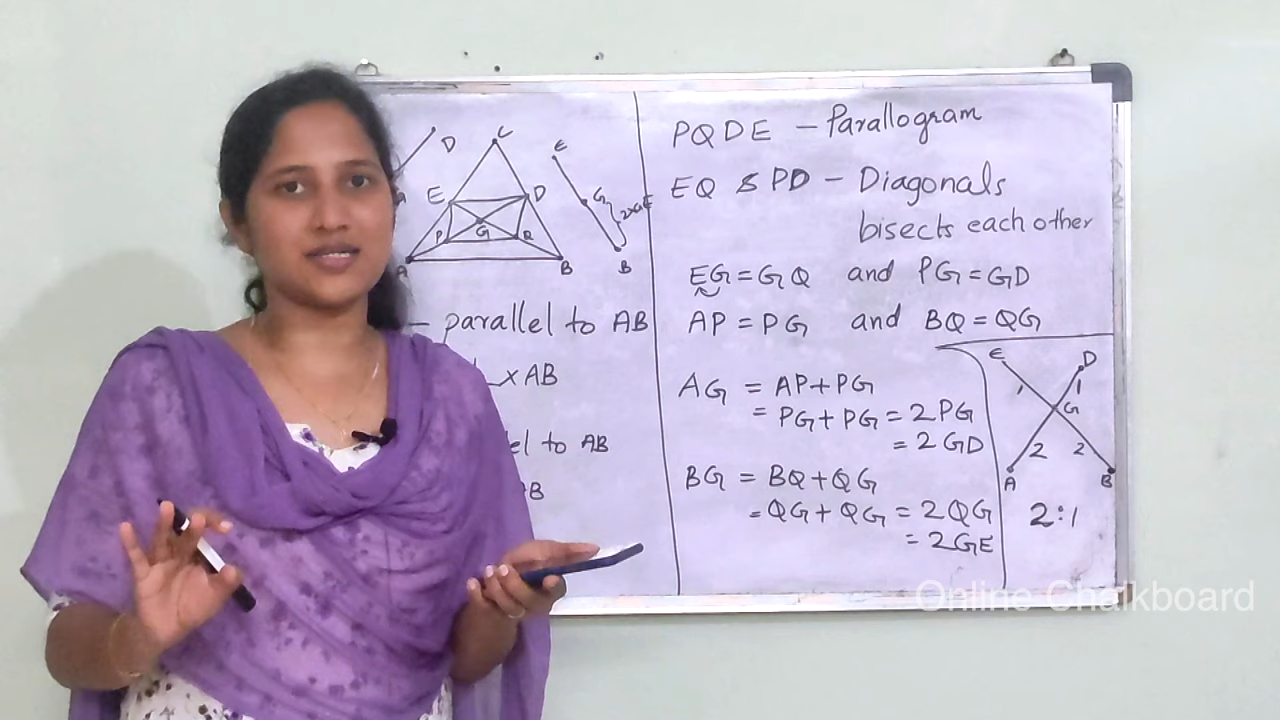 D
C
E D
P G Q
A B
E
G 2xGE
B
– parallel to AB
x AB
el to AB
B
PQDE – Parallogram
EQ & PD – Diagonals
bisects each other
EG = GQ and PG = GD
AP = PG and BQ = QG
AG = AP + PG
= PG + PG = 2PG
= 2GD
BG = BQ + QG
= QG + QG = 2QG
= 2GE
E D
1 1
G
2 2
A B
2:1
Online Chalkboard